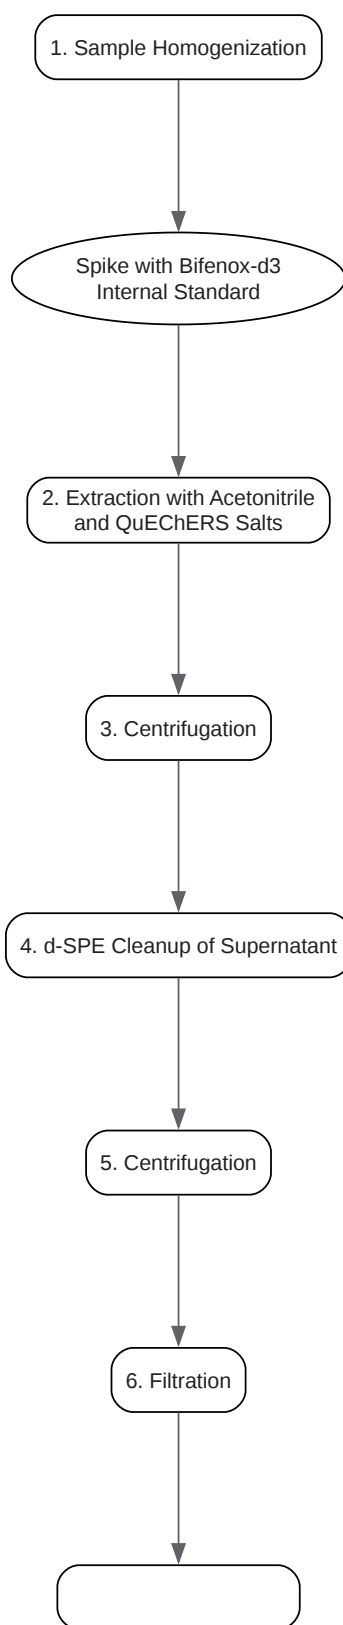 1. Sample Homogenization
Spike with Bifenox-d3
Internal Standard
2. Extraction with Acetonitrile
and QuEChERS Salts
3. Centrifugation
4. d-SPE Cleanup of Supernatant
5. Centrifugation
6. Filtration